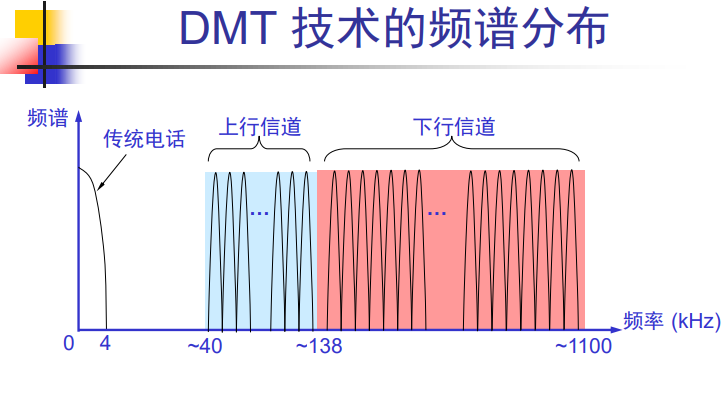 DMT 技术的频谱分布
频谱
传统电话
上行信道
下行信道
...
...
频率 (kHz)
0
4
~40
~138
~1100